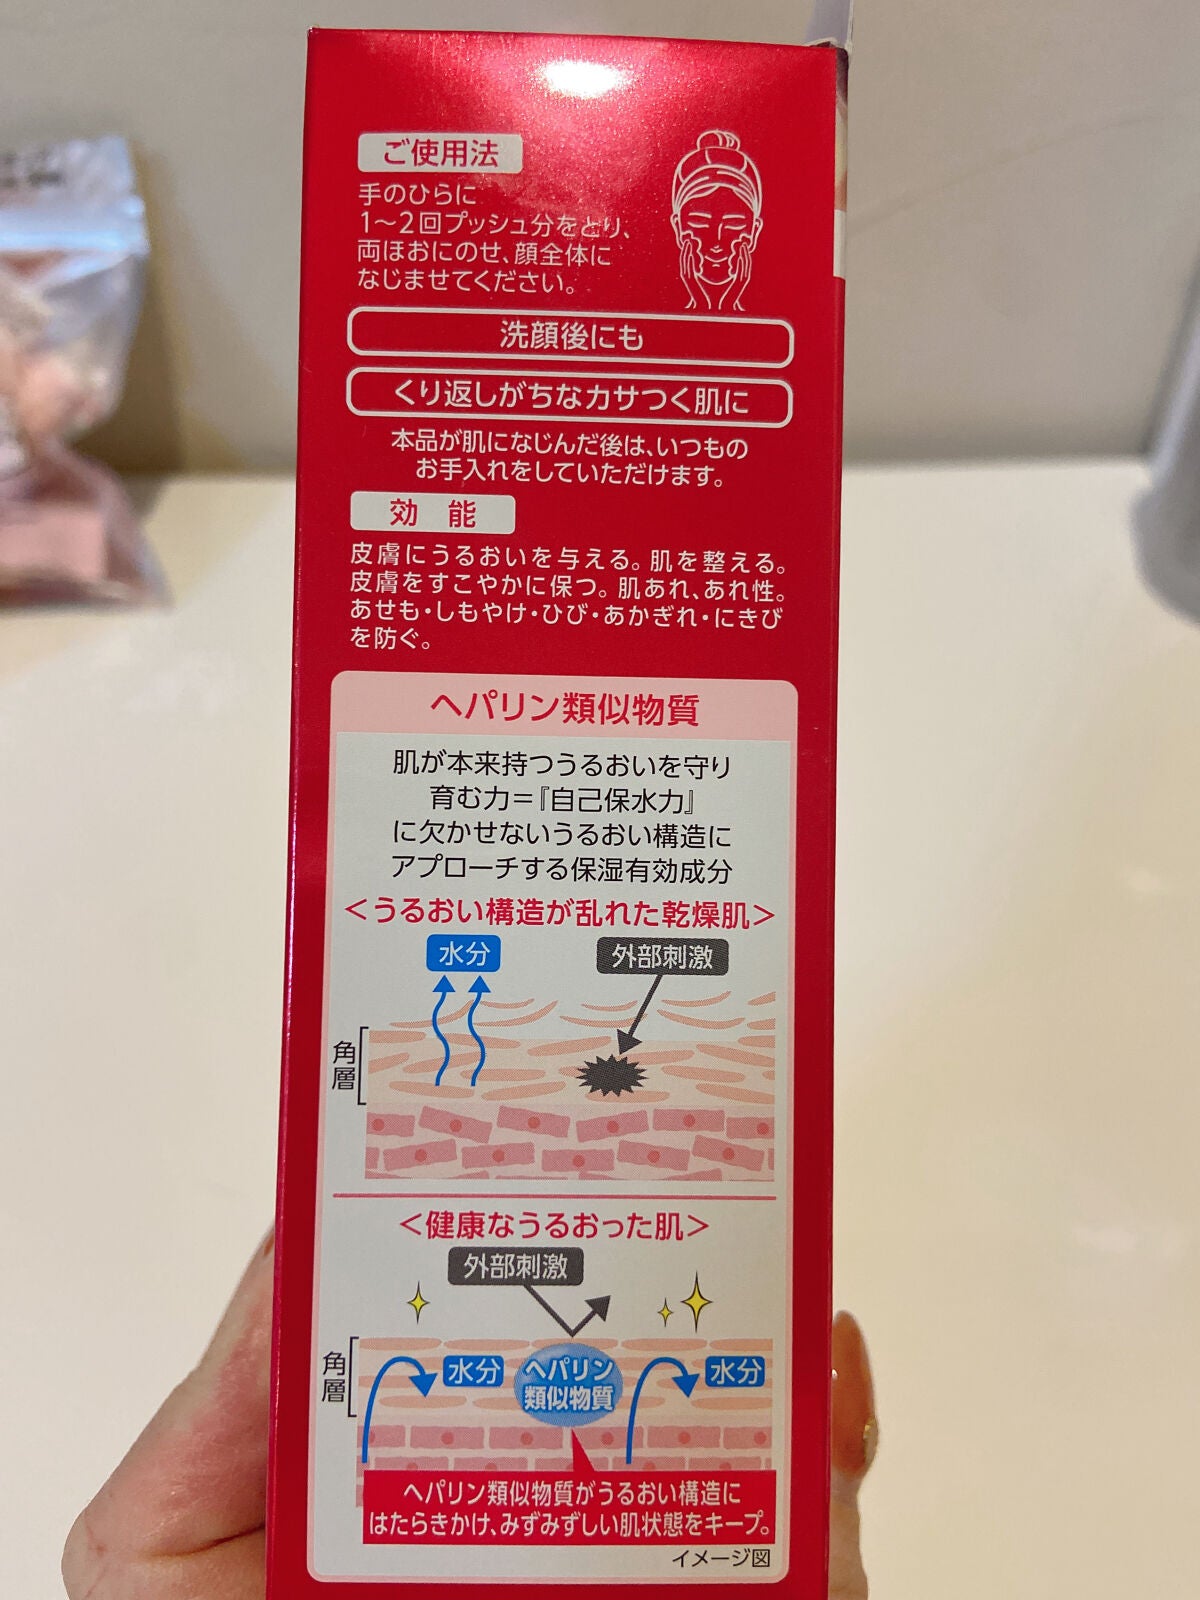 ご使用法
手のひらに
1〜2回プッシュ分をとり、
両ほおにのせ、顔全体に
なじませてください。
洗顔後にも
くり返しがちなカサつく肌に
本品が肌になじんだ後は、いつもの
お手入れをしていただけます。
効 能
皮膚にうるおいを与える。肌を整える。
皮膚をすこやかに保つ。肌あれ、あれ性。
あせも・しもやけ・ひび・あかぎれ・にきび
を防ぐ。
ヘパリン類似物質
肌が本来持つうるおいを守り
育む力＝『自己保水力』
に欠かせないうるおい構造に
アプローチする保湿有効成分
＜うるおい構造が乱れた乾燥肌＞
水分
外部刺激
角層
＜健康なうるおった肌＞
外部刺激
角層
水分
ヘパリン
類似物質
水分
ヘパリン類似物質がうるおい構造に
はたらきかけ、みずみずしい肌状態をキープ。
イメージ図